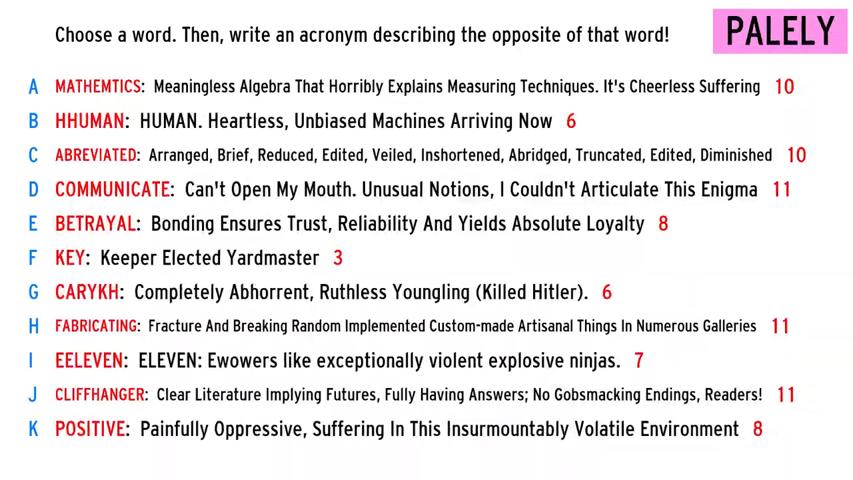 Choose a word. Then, write an acronym describing the opposite of that word!
PALELY
A MATHEMTICS: Meaningless Algebra That Horribly Explains Measuring Techniques. It's Cheerless Suffering 10
B HHUMAN: HUMAN. Heartless, Unbiased Machines Arriving Now 6
C ABREVIATED: Arranged, Brief, Reduced, Edited, Veiled, Inshortened, Abridged, Truncated, Edited, Diminished 10
D COMMUNICATE: Can't Open My Mouth. Unusual Notions, I Couldn't Articulate This Enigma 11
E BETRAYAL: Bonding Ensures Trust, Reliability And Yields Absolute Loyalty 8
F KEY: Keeper Elected Yardmaster 3
G CARYKH: Completely Abhorrent, Ruthless Youngling (Killed Hitler). 6
H FABRICATING: Fracture And Breaking Random Implemented Custom-made Artisanal Things In Numerous Galleries 11
I EELEVEN: ELEVEN: Ewowers like exceptionally violent explosive ninjas. 7
J CLIFFHANGER: Clear Literature Implying Futures, Fully Having Answers; No Gobsmacking Endings, Readers! 11
K POSITIVE: Painfully Oppressive, Suffering In This Insurmountably Volatile Environment 8